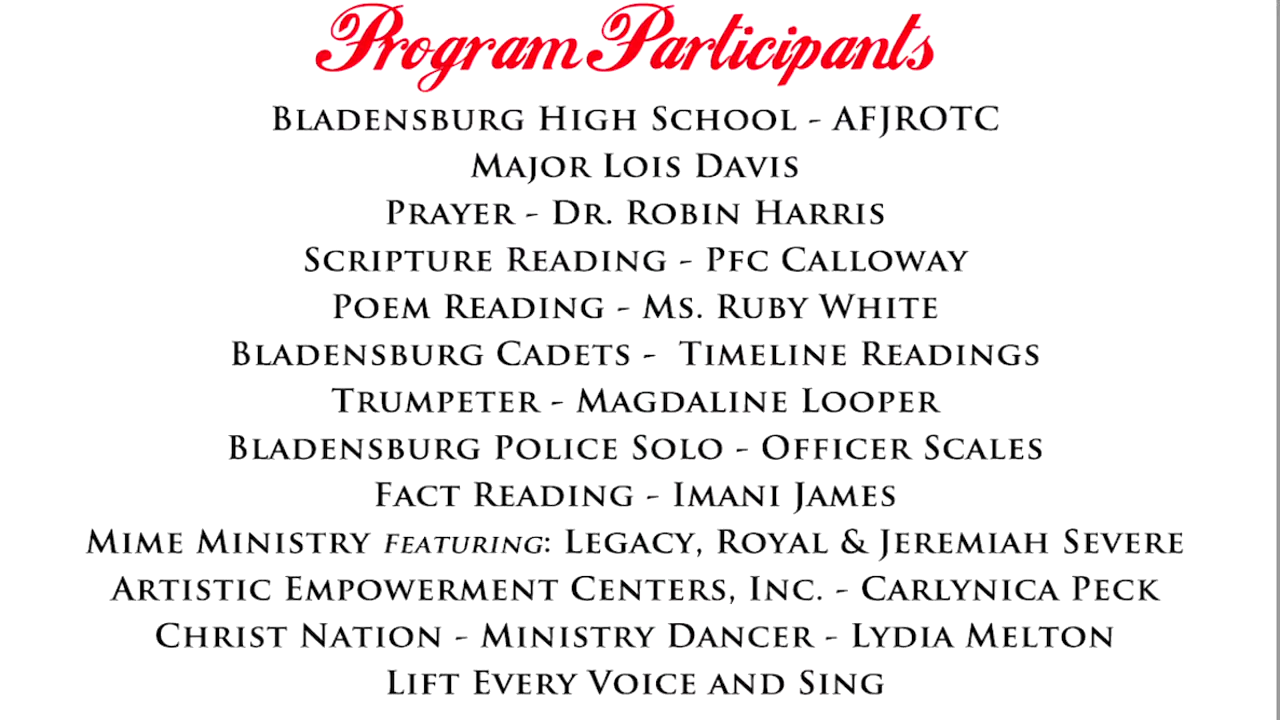 Program Participants
Bladensburg High School - AFJROTC
Major Lois Davis
Prayer - Dr. Robin Harris
Scripture Reading - Pfc Calloway
Poem Reading - Ms. Ruby White
Bladensburg Cadets - Timeline Readings
Trumpeter - Magdaline Looper
Bladensburg Police Solo - Officer Scales
Fact Reading - Imani James
Mime Ministry Featuring: Legacy, Royal & Jeremiah Severe
Artistic Empowerment Centers, Inc. - Carlynica Peck
Christ Nation - Ministry Dancer - Lydia Melton
Lift Every Voice and Sing